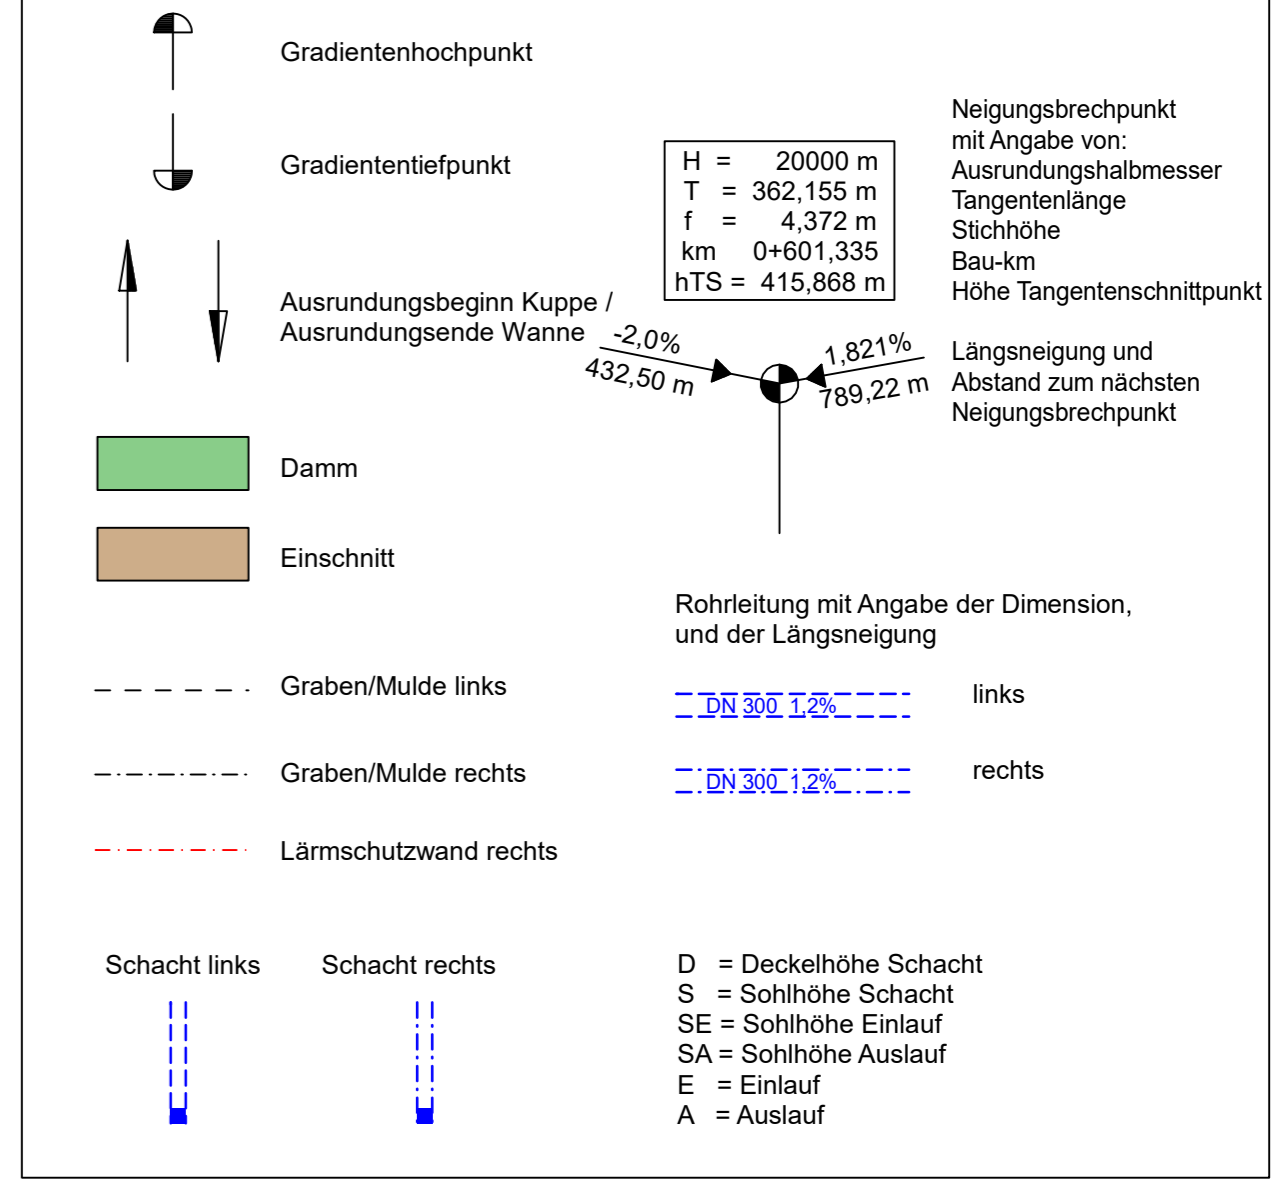 Gradientenhochpunkt
Gradiententiefpunkt
Ausrundungsbeginn Kuppe /
Ausrundungsende Wanne
H = 20000 m
T = 362,155 m
f = 4,372 m
km 0+601,335
hTS = 415,868 m
Neigungsbrechpunkt
mit Angabe von:
Ausrundungshalbmesser
Tangentenlänge
Stichhöhe
Bau-km
Höhe Tangentenschnittpunkt
-2,0%
432,50 m
1,821%
789,22 m
Längsneigung und
Abstand zum nächsten
Neigungsbrechpunkt
Damm
Einschnitt
Rohrleitung mit Angabe der Dimension,
und der Längsneigung
Graben/Mulde links
DN 300 1,2%
links
Graben/Mulde rechts
DN 300 1,2%
rechts
Lärmschutzwand rechts
Schacht links
Schacht rechts
D = Deckelhöhe Schacht
S = Sohlhöhe Schacht
SE = Sohlhöhe Einlauf
SA = Sohlhöhe Auslauf
E = Einlauf
A = Auslauf